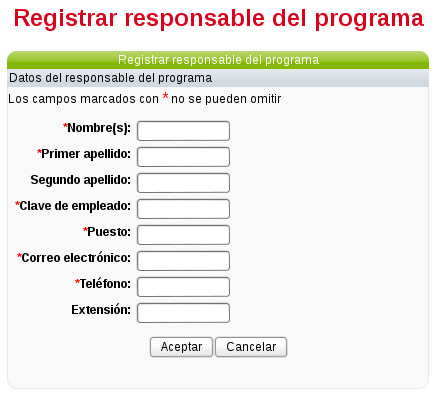 Registrar responsable del programa
Registrar responsable del programa
Datos del responsable del programa
Los campos marcados con * no se pueden omitir
*Nombre(s):
*Primer apellido:
Segundo apellido:
*Clave de empleado:
*Puesto:
*Correo electrónico:
*Teléfono:
Extensión:
Aceptar Cancelar